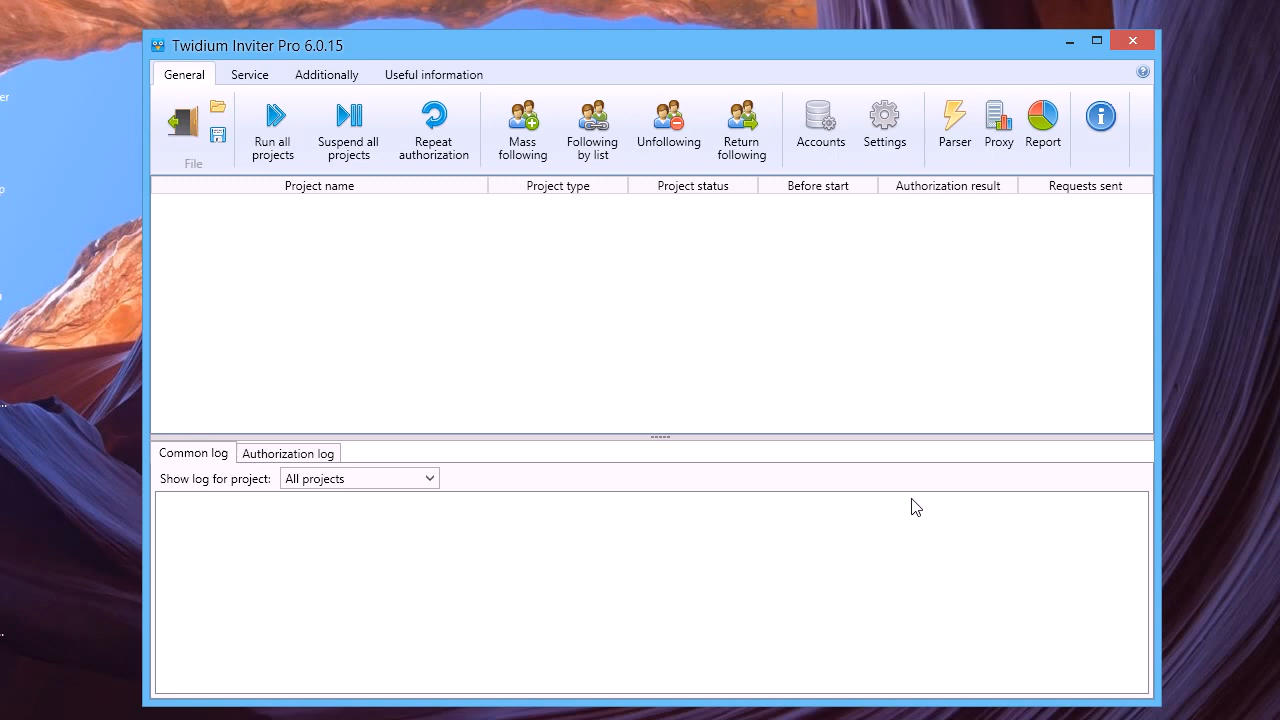 Twidium Inviter Pro 6.0.15
General Service Additionally Useful information
Run all projects
Suspend all projects
Repeat authorization
Mass following
Following by list
Unfollowing
Return following
Accounts
Settings
Parser
Proxy
Report
File
Project name Project type Project status Before start Authorization result Requests sent
Common log Authorization log
Show log for project: All projects
er
p
...